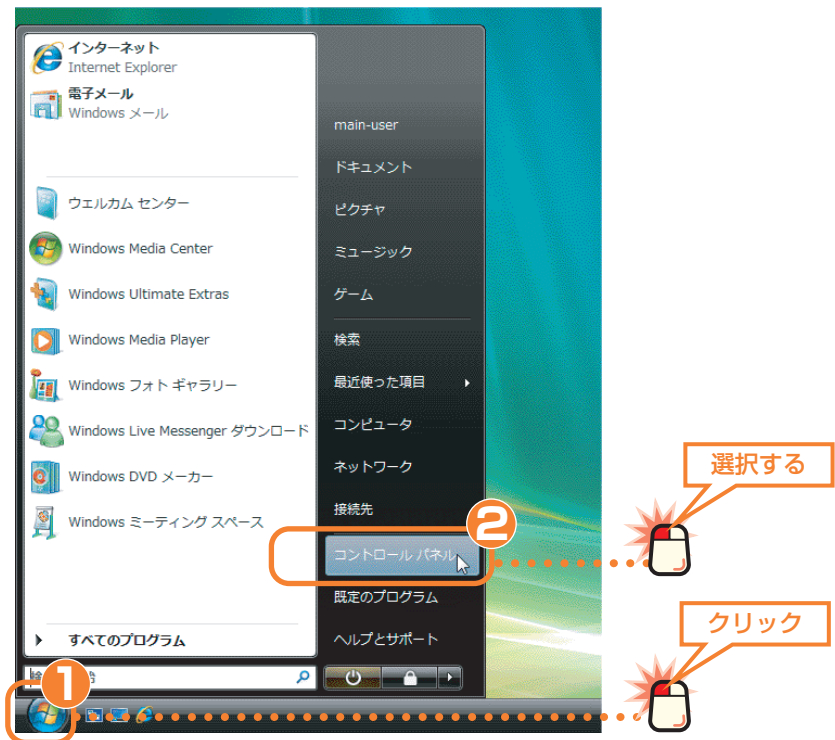 インターネット
Internet Explorer
電子メール
Windows メール
ウェルカム センター
Windows Media Center
Windows Ultimate Extras
Windows Media Player
Windows フォト ギャラリー
Windows Live Messenger ダウンロード
Windows DVD メーカー
Windows ミーティング スペース
すべてのプログラム
main-user
ドキュメント
ピクチャ
ミュージック
ゲーム
検索
最近使った項目
コンピュータ
ネットワーク
接続先
コントロール パネル
既定のプログラム
ヘルプとサポート
2
選択する
1
クリック